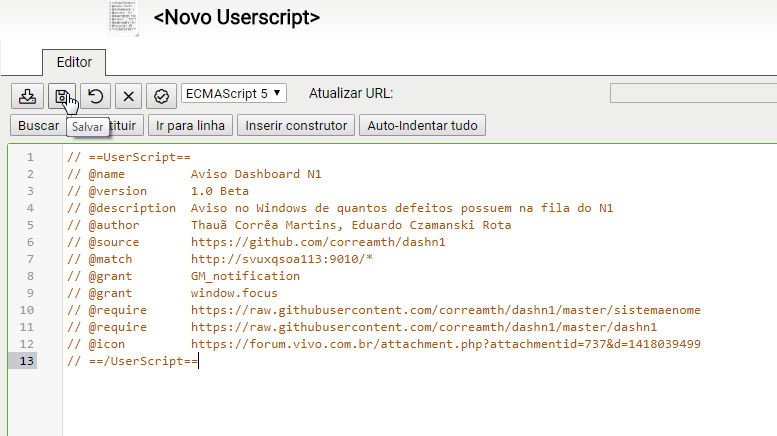 <Novo Userscript>
Editor
ECMAScript 5 Atualizar URL:
Buscar tituir Ir para linha Inserir construtor Auto-Indentar tudo
Salvar
1 // ==UserScript==
2 // @name Aviso Dashboard N1
3 // @version 1.0 Beta
4 // @description Aviso no Windows de quantos defeitos possuem na fila do N1
5 // @author Thauã Corrêa Martins, Eduardo Czamanski Rota
6 // @source https://github.com/correamth/dashn1
7 // @match http://svuxqsoa113:9010/*
8 // @grant GM_notification
9 // @grant window.focus
10 // @require https://raw.githubusercontent.com/correamth/dashn1/master/sistemaenome
11 // @require https://raw.githubusercontent.com/correamth/dashn1/master/dashn1
12 // @icon https://forum.vivo.com.br/attachment.php?attachmentid=737&d=1418039499
13 // ==/UserScript==